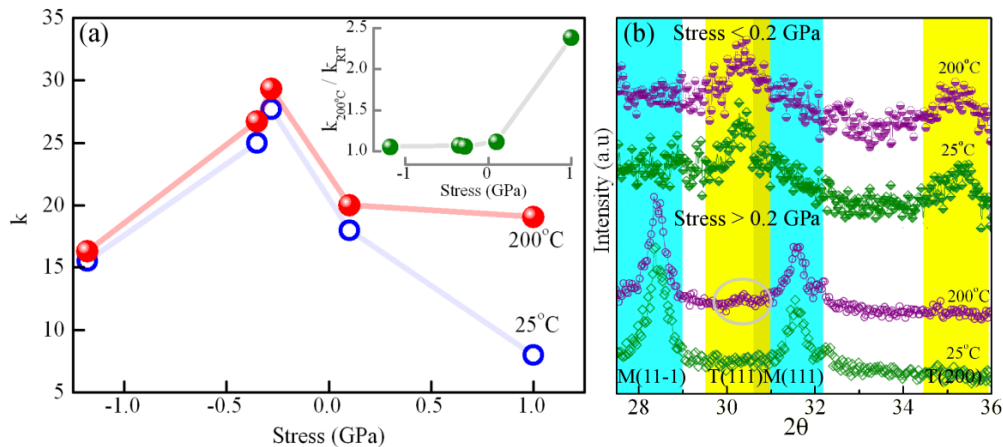 (a)
k
35
30
25
20
15
10
5
-1.0
-0.5
0.0
0.5
1.0
Stress (GPa)
200°C
25°C
k200°C / kRT
2.5
2.0
1.5
1.0
-1
0
1
Stress (GPa)
(b)
Stress < 0.2 GPa
200°C
25°C
Stress > 0.2 GPa
200°C
25°C
M(11-1)
T(111)
M(111)
T(200)
Intensity (a.u)
28
30
32
34
36
2θ